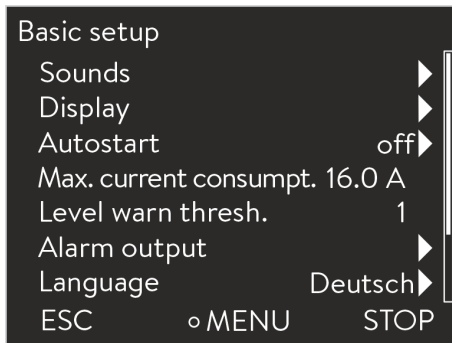 Basic setup
Sounds
Display
Autostart off
Max. current consumpt. 16.0 A
Level warn thresh. 1
Alarm output
Language Deutsch
ESC MENU STOP